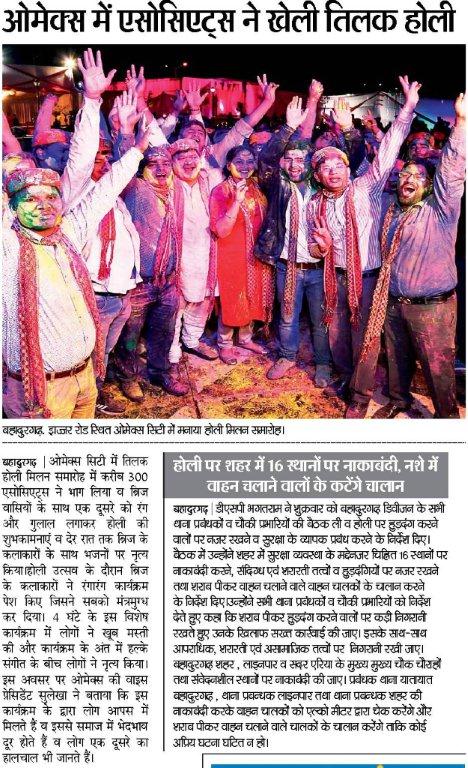 ओमेक्स में एसोसिएट्स ने खेली तिलक होली
बहादुरगढ़. झज्जर रोड स्थित ओमेक्स सिटी में मनाया होली मिलन समारोह।
बहादुरगढ़ | ओमेक्स सिटी में तिलक
होली मिलन समारोह में करीब 300
एसोसिएट्स ने भाग लिया व ब्रिज
वासियों के साथ एक दूसरे को रंग
और गुलाल लगाकर होली की
शुभकामनाएं व देर रात तक ब्रिज के
कलाकारों के साथ भजनों पर नृत्य
किया।होली उत्सव के दौरान ब्रिज
के कलाकारों ने रंगारंग कार्यक्रम
पेश किए जिसने सबको मंत्रमुग्ध
कर दिया। 4 घंटे के इस विशेष
कार्यक्रम में लोगों ने खूब मस्ती
की और कार्यक्रम के अंत में हल्के
संगीत के बीच लोगों ने नृत्य किया।
इस अवसर पर ओमेक्स की वाइस
प्रेसिडेंट सुलेखा ने बताया कि इस
कार्यक्रम के द्वारा लोग आपस में
मिलते हैं व इससे समाज में भेदभाव
दूर होते हैं व लोग एक दूसरे का
हालचाल भी जानते हैं।
होली पर शहर में 16 स्थानों पर नाकाबंदी, नशे में
वाहन चलाने वालों के कटेंगे चालान
बहादुरगढ़ | डीएसपी भगतराम ने शुक्रवार को बहादुरगढ़ डिवीजन के सभी
थाना प्रबंधकों व चौकी प्रभारियों की बैठक ली व होली पर हुड़दंग करने
वालों पर नजर रखने व सुरक्षा के व्यापक प्रबंध करने के निर्देश दिए।
बैठक में उन्होंने शहर में सुरक्षा व्यवस्था के मद्देनजर चिह्नित 16 स्थानों पर
नाकाबंदी करने, संदिग्ध एवं शरारती तत्वों व हुड़दंगियों पर नजर रखने
तथा शराब पीकर वाहन चलाने वाले वाहन चालकों के चालान करने
के निर्देश दिए।उन्होंने सभी थाना प्रबंधकों व चौकी प्रभारियों को निर्देश
देते हुए कहा कि शराब पीकर हुड़दंग करने वालों पर कड़ी निगरानी
रखते हुए उनके खिलाफ सख्त कार्रवाई की जाए। इसके साथ-साथ
आपराधिक, शरारती एवं असामाजिक तत्वों पर निगरानी रखी जाए।
बहादुरगढ़ शहर , लाइनपार व सदर एरिया के मुख्य मुख्य चौक चौराहों
तथा संवेदनशील स्थानों पर नाकाबंदी की जाए। प्रबंधक थाना यातायात
बहादुरगढ़ , थाना प्रबन्धक लाइनपार तथा थाना प्रबन्धक शहर की
नाकाबंदी करके वाहन चालकों को एल्को मीटर द्वारा चेक करेंगे और
शराब पीकर वाहन चलाने वाले चालकों के चालान करेंगे ताकि कोई
अप्रिय घटना घटित न हो।